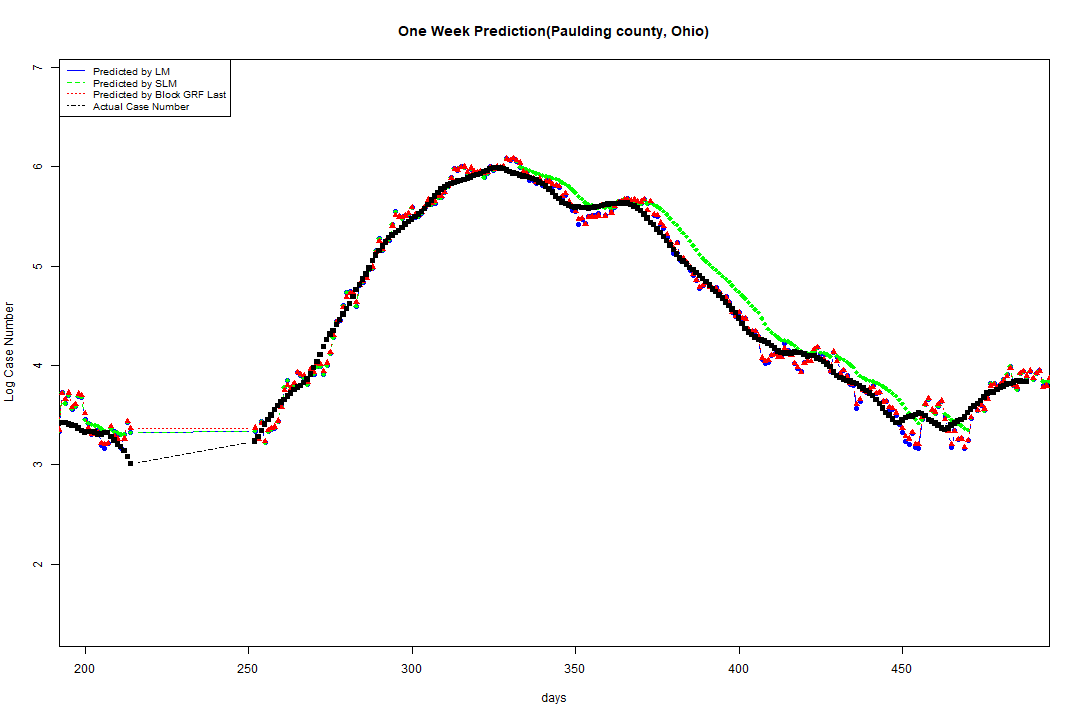 One Week Prediction(Paulding county, Ohio)
Predicted by LM
Predicted by SLM
Predicted by Block GRF Last
Actual Case Number
7
6
5
4
3
2
Log Case Number
200 250 300 350 400 450
days